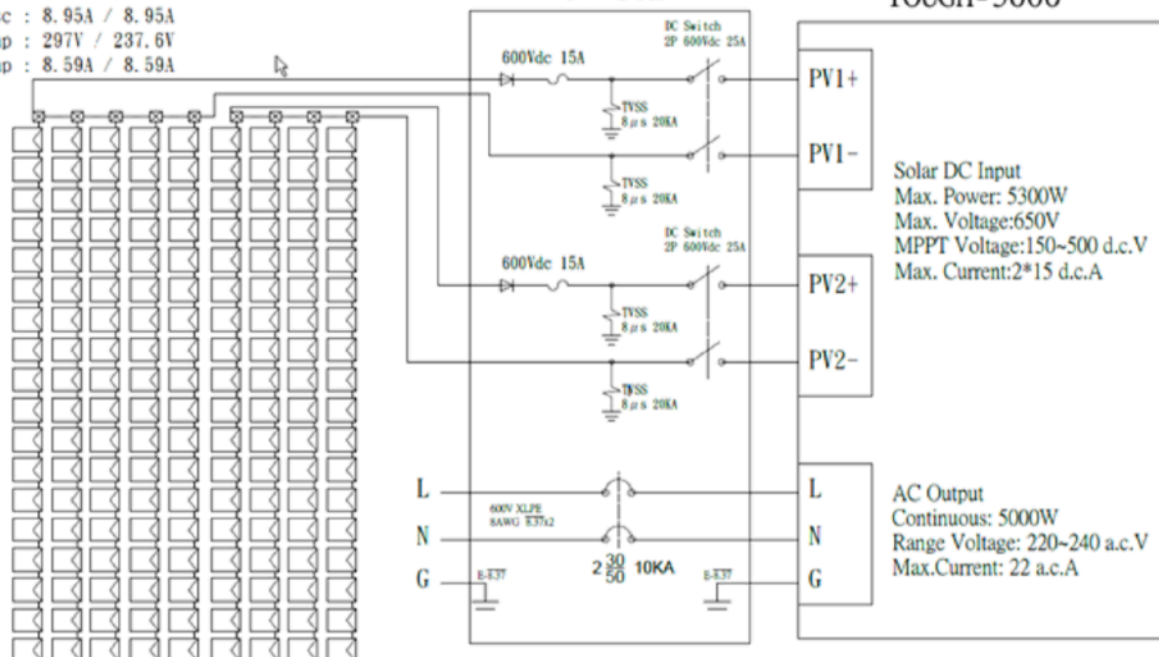 : 8.95A / 8.95A
: 297V / 237.6V
: 8.59A / 8.59A
TOUGH-5000
600Vdc 15A
DC Switch
2P 600Vdc 25A
TVSS
8μs 20KA
TVSS
8μs 20KA
PV1+
PV1-
Solar DC Input
Max. Power: 5300W
Max. Voltage:650V
MPPT Voltage:150~500 d.c.V
Max. Current:2*15 d.c.A
600Vdc 15A
DC Switch
2P 600Vdc 25A
TVSS
8μs 20KA
TVSS
8μs 20KA
PV2+
PV2-
L
N
G
600V XLPE
8AWG
2 30/50 10KA
L
N
G
AC Output
Continuous: 5000W
Range Voltage: 220~240 a.c.V
Max.Current: 22 a.c.A